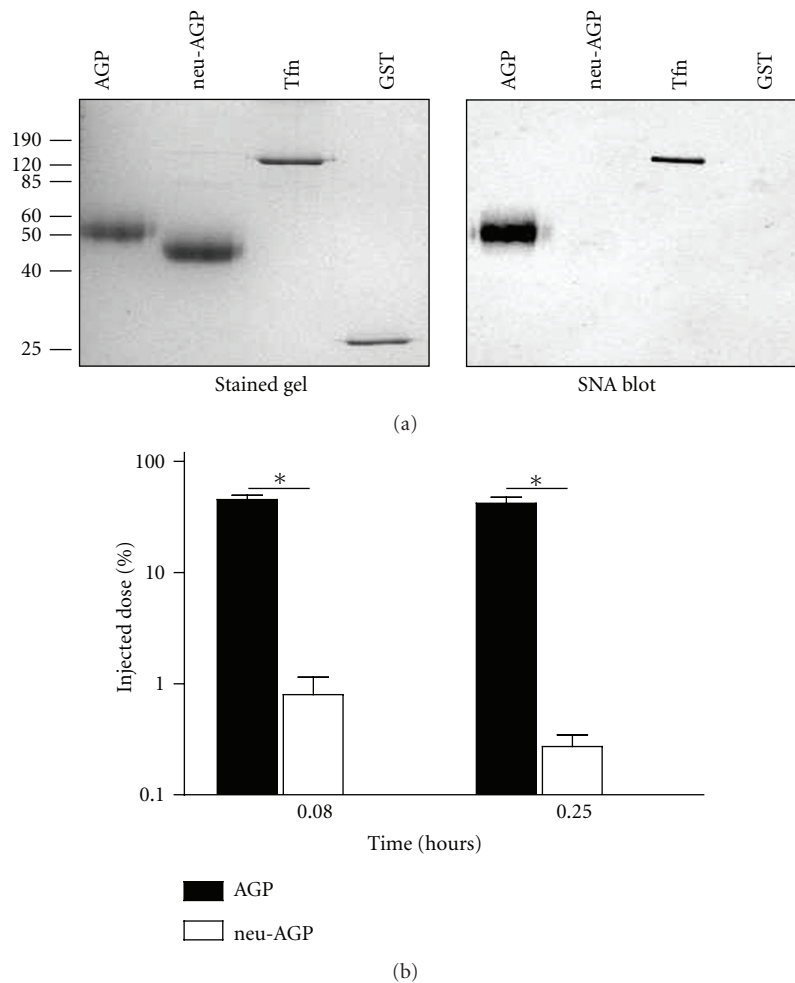 AGP neu-AGP Tfn GST AGP neu-AGP Tfn GST
190
120
85
60
50
40
25
Stained gel SNA blot
(a)
100
10
1
0.1
Injected dose (%)
* *
0.08 0.25
Time (hours)
AGP
neu-AGP
(b)